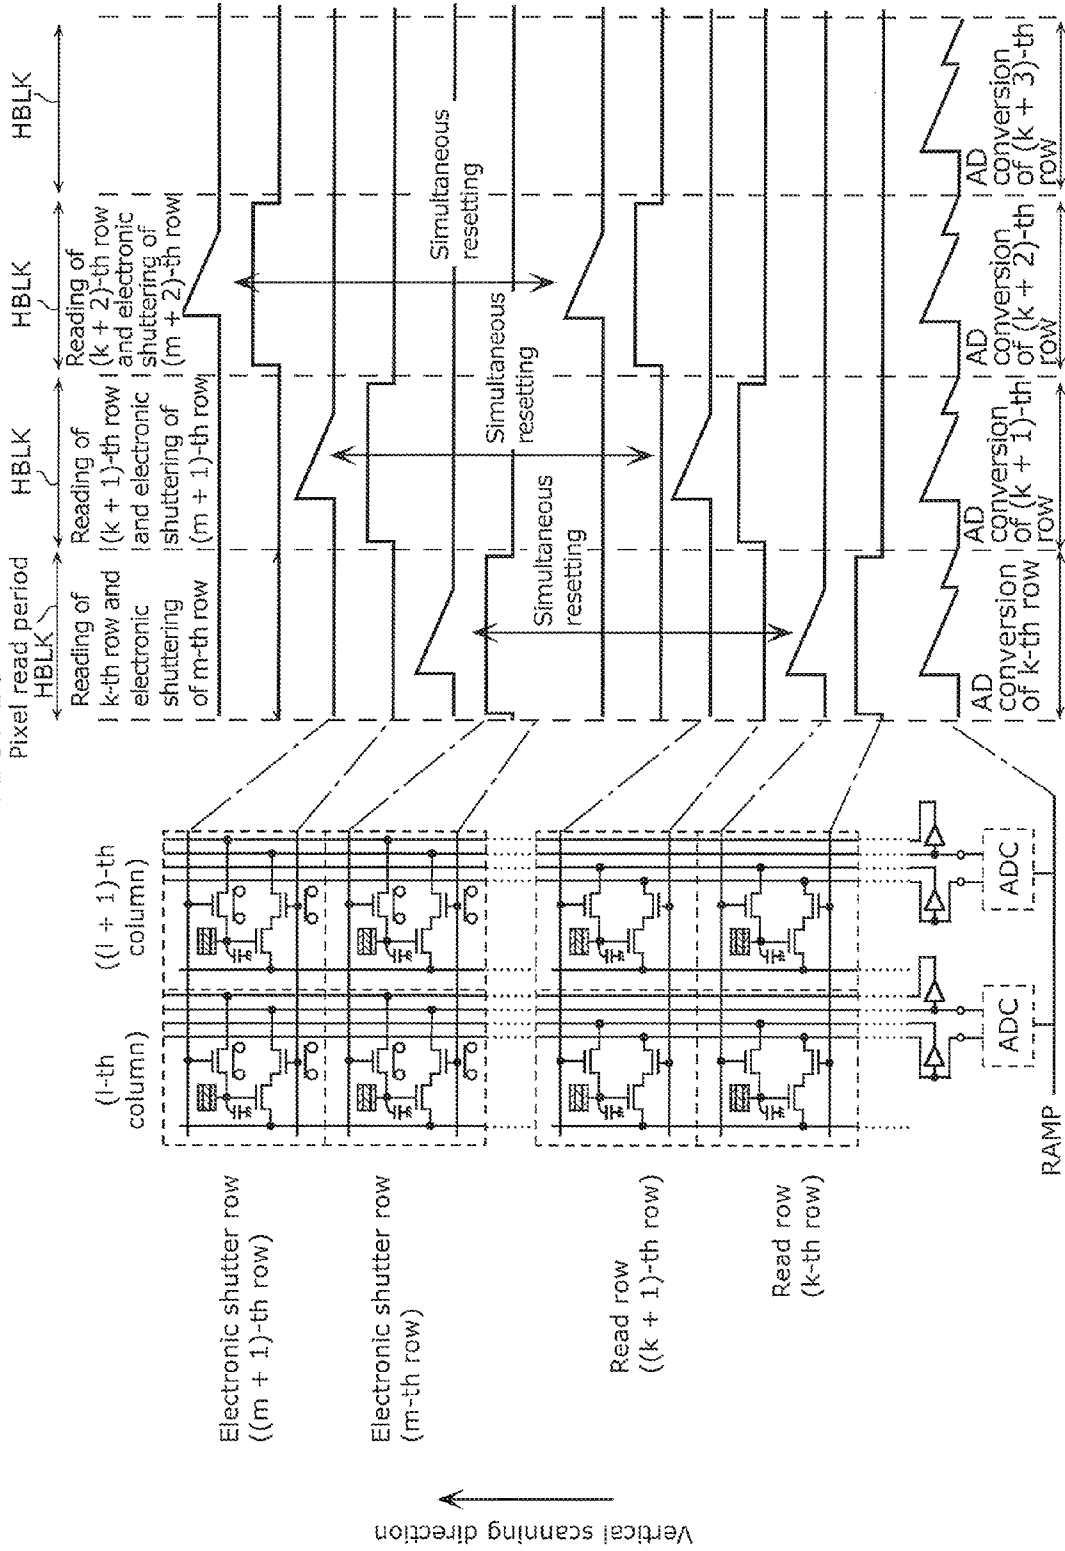 Pixel read period
HBLK
HBLK
HBLK
HBLK
Reading of
k-th row and
electronic
shuttering
of m-th row
Reading of
(k + 1)-th row
and electronic
shuttering of
(m + 1)-th row
Reading of
(k + 2)-th row
and electronic
shuttering of
(m + 2)-th row
Simultaneous
resetting
Simultaneous
resetting
Simultaneous
resetting
AD
conversion
of k-th row
AD
conversion
of (k + 1)-th
row
AD
conversion
of (k + 2)-th
row
AD
conversion
of (k + 3)-th
row
(l-th
column)
((l + 1)-th
column)
Electronic shutter row
((m + 1)-th row)
Electronic shutter row
(m-th row)
Read row
((k + 1)-th row)
Read row
(k-th row)
ADC
ADC
RAMP
Vertical scanning direction